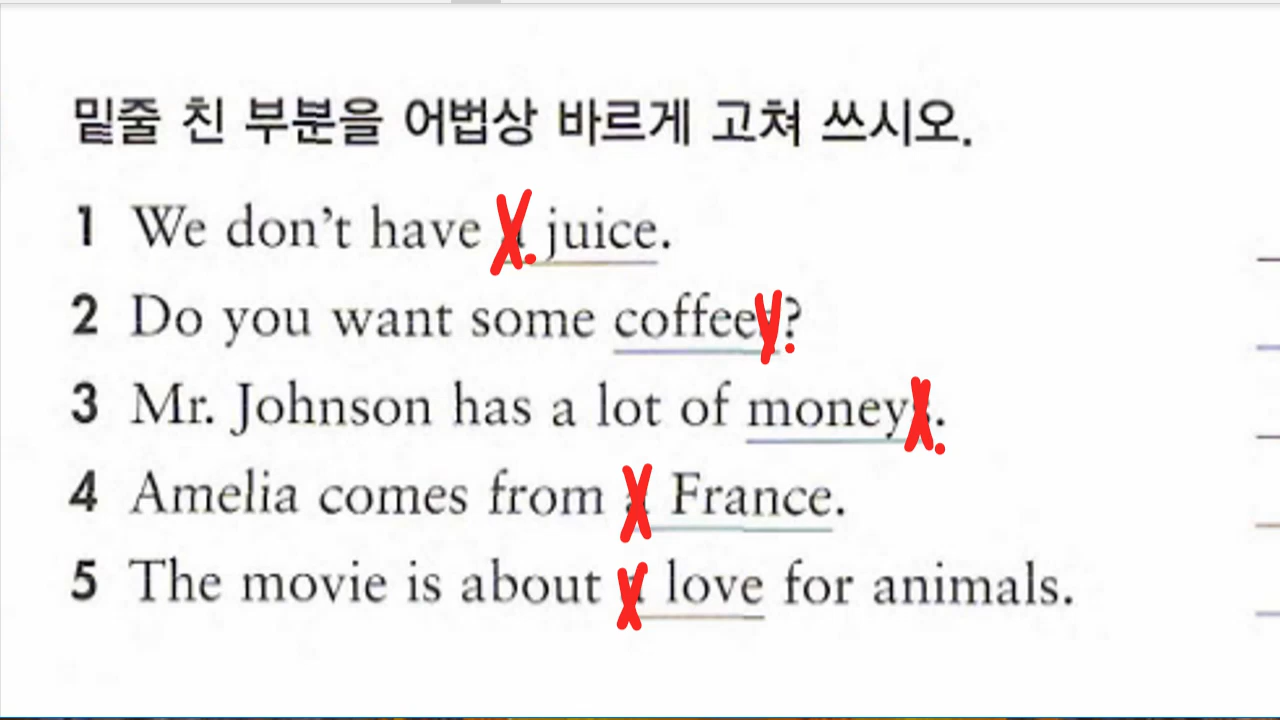 밑줄 친 부분을 어법상 바르게 고쳐 쓰시오.
1 We don't have a juice.
2 Do you want some coffees?
3 Mr. Johnson has a lot of moneys.
4 Amelia comes from a France.
5 The movie is about a love for animals.